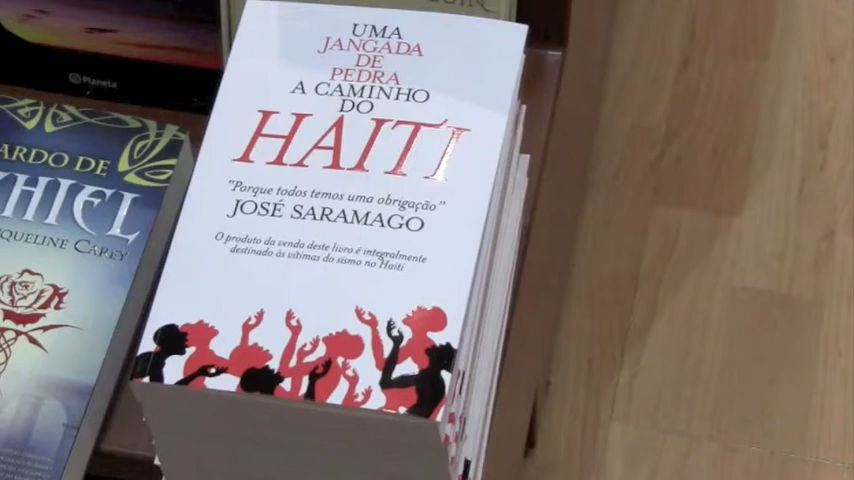 UMA
JANGADA
DE
PEDRA
A CAMINHO
DO
HAITI
"Porque todos temos uma obrigação"
JOSÉ SARAMAGO
O produto da venda deste livro é integralmente
destinado às vítimas do sismo no Haiti
Planeta
ARDO DE
HIEL
CQUELINE CAREY